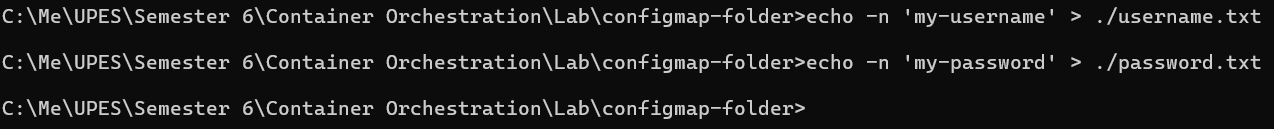 C:\Me\UPES\Semester 6\Container Orchestration\Lab\configmap-folder>echo -n 'my-username' > ./username.txt
C:\Me\UPES\Semester 6\Container Orchestration\Lab\configmap-folder>echo -n 'my-password' > ./password.txt
C:\Me\UPES\Semester 6\Container Orchestration\Lab\configmap-folder>